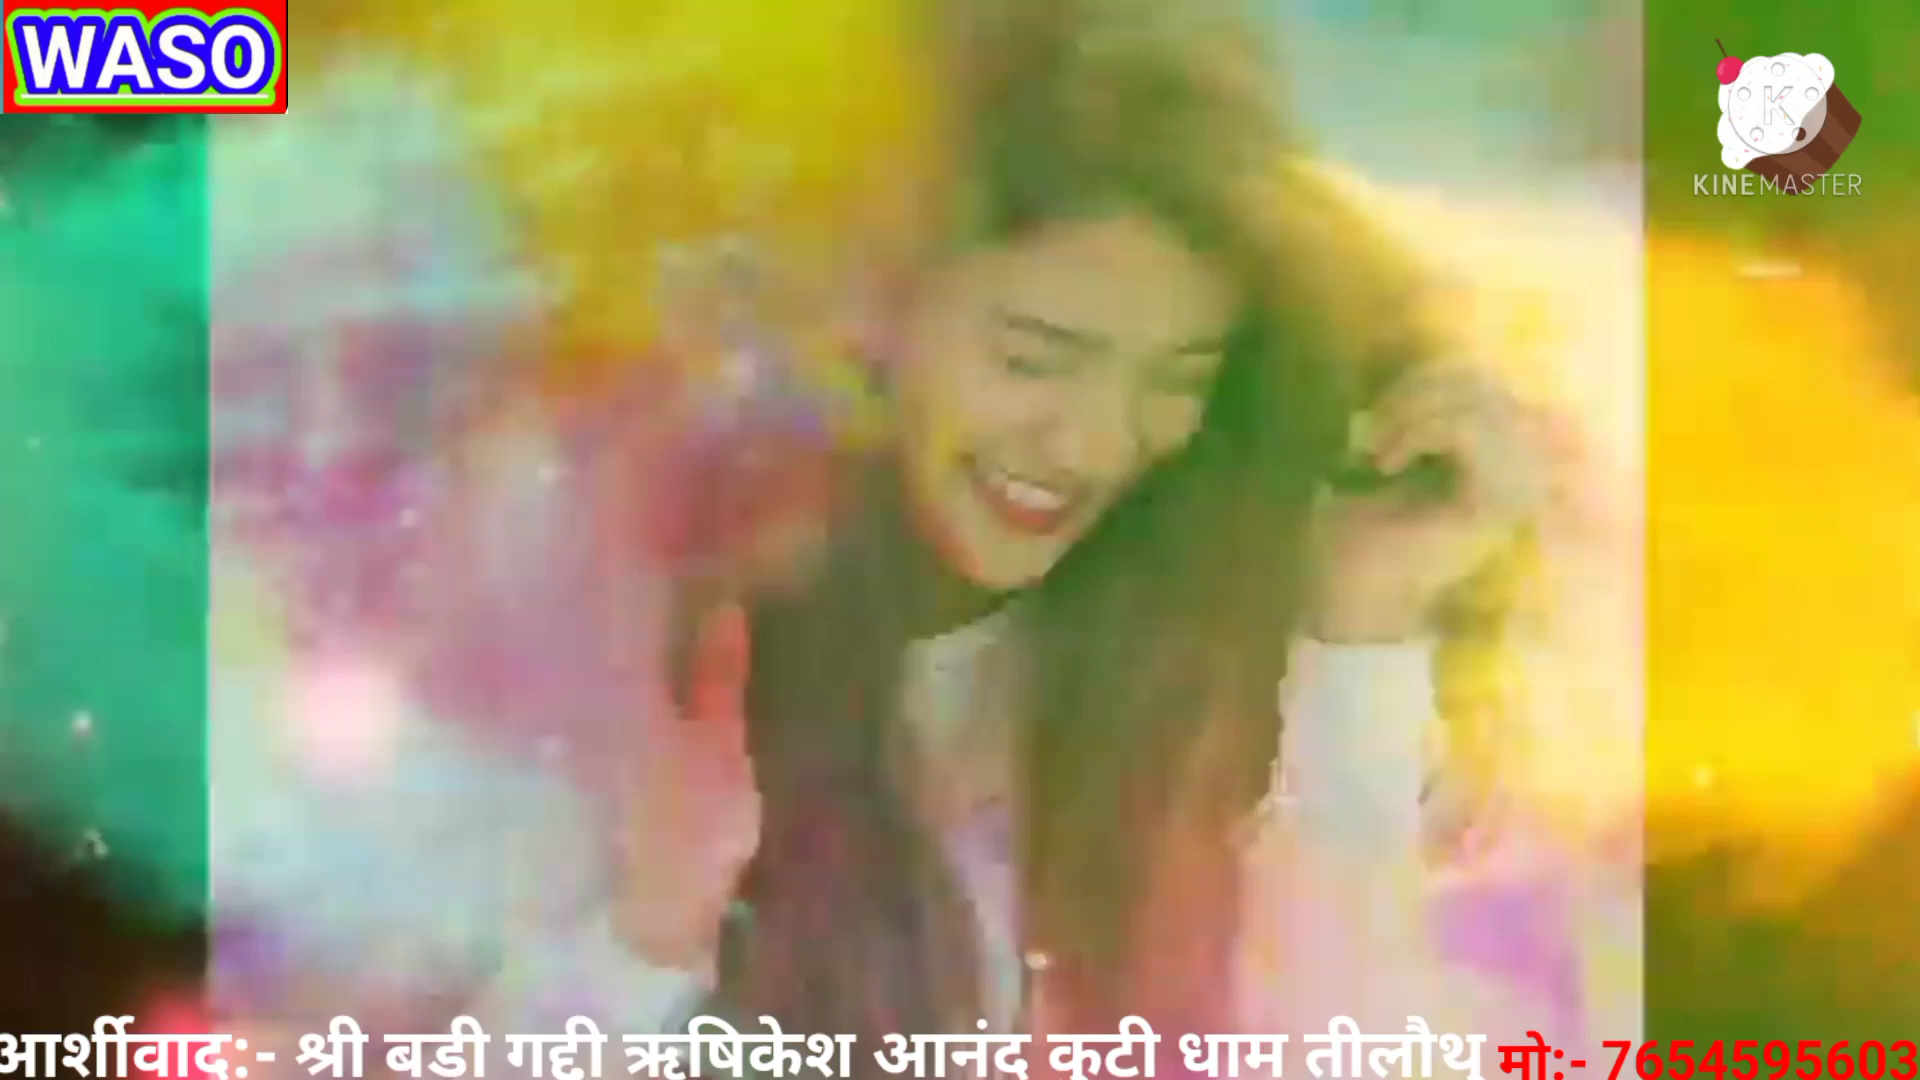 WASO
KINEMASTER
आर्शीवाद:- श्री बडी गद्दी ऋषिकेश आनंद कूटी धाम तीलौथू मो:- 7654595603